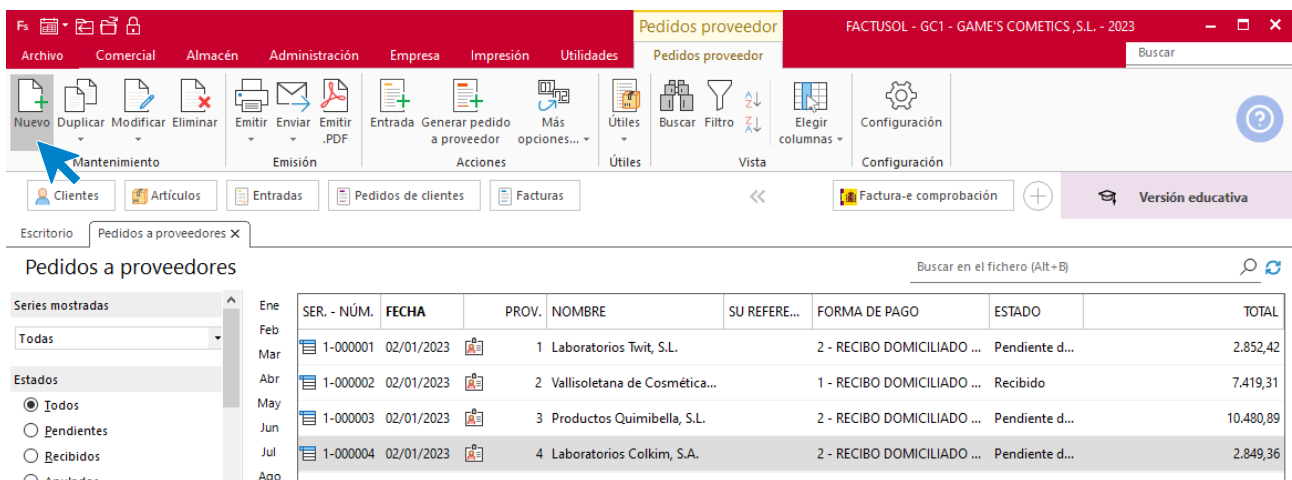 Fs
Pedidos proveedor
FACTUSOL - GC1 - GAME'S COMETICS ,S.L. - 2023
Archivo Comercial Almacén Administración Empresa Impresión Utilidades Pedidos proveedor Buscar
Nuevo Duplicar Modificar Eliminar Emitir Enviar Emitir .PDF Entrada Generar pedido a proveedor Más opciones... Útiles Buscar Filtro Elegir columnas Configuración
Mantenimiento Emisión Acciones Útiles Vista Configuración
Clientes Artículos Entradas Pedidos de clientes Facturas Factura-e comprobación Versión educativa
Escritorio Pedidos a proveedores X
Pedidos a proveedores Buscar en el fichero (Alt+B)
Series mostradas
Todas
Estados
Todos
Pendientes
Recibidos
Ene
Feb
Mar
Abr
May
Jun
Jul
Ago
SER. - NÚM. FECHA PROV. NOMBRE SU REFERE... FORMA DE PAGO ESTADO TOTAL
1-000001 02/01/2023 1 Laboratorios Twit, S.L. 2 - RECIBO DOMICILIADO ... Pendiente d... 2.852,42
1-000002 02/01/2023 2 Vallisoletana de Cosmética... 1 - RECIBO DOMICILIADO ... Recibido 7.419,31
1-000003 02/01/2023 3 Productos Quimibella, S.L. 2 - RECIBO DOMICILIADO ... Pendiente d... 10.480,89
1-000004 02/01/2023 4 Laboratorios Colkim, S.A. 2 - RECIBO DOMICILIADO ... Pendiente d... 2.849,36